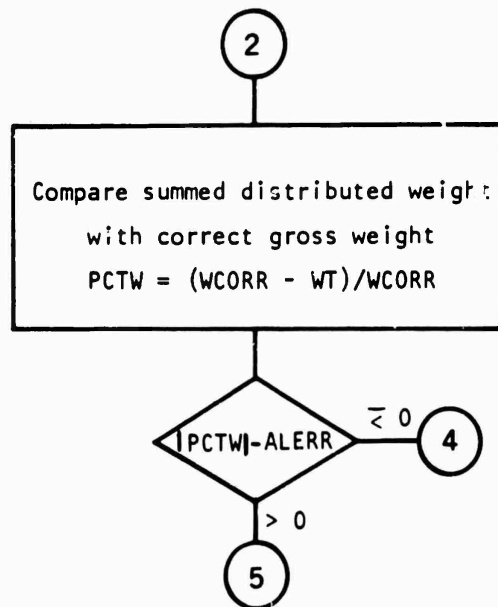 2
Compare summed distributed weight
with correct gross weight
PCTW = (WCORR - WT)/WCORR
|PCTW|-ALERR
≤ 0
4
> 0
5